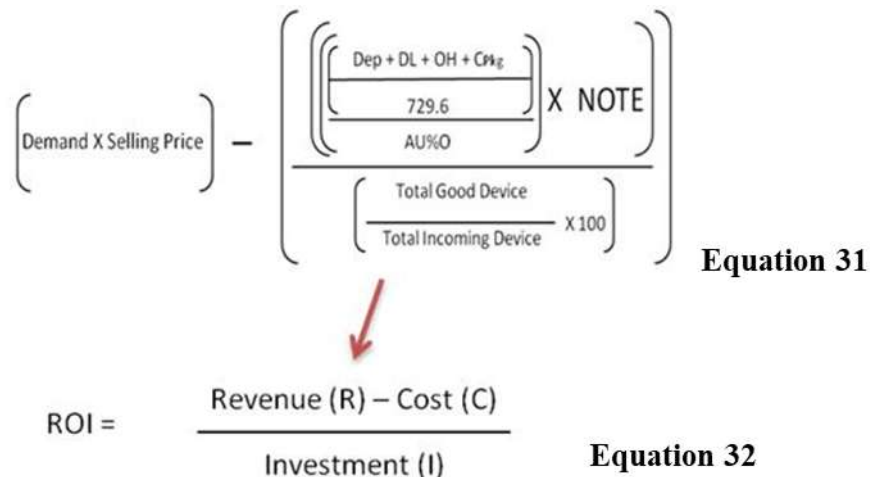 Dep + DL + OH + CPkg
729.6
X NOTE
AU%O
Demand X Selling Price
–
Total Good Device
X 100
Total Incoming Device
Equation 31
Revenue (R) – Cost (C)
ROI =
Investment (I)
Equation 32